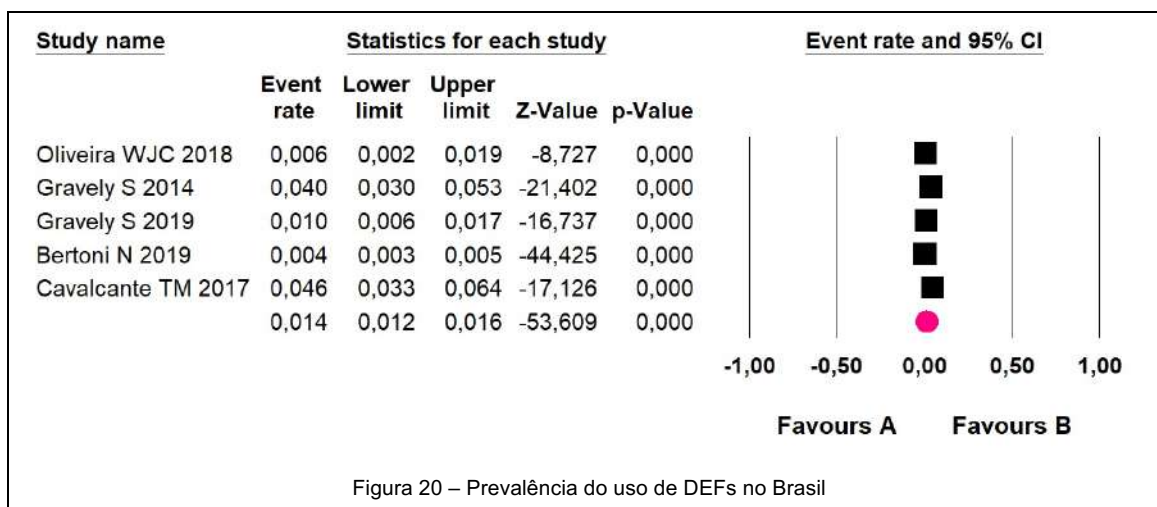 Study name Statistics for each study Event rate and 95% CI
Event Lower Upper
rate limit limit Z-Value p-Value
Oliveira WJC 2018 0,006 0,002 0,019 -8,727 0,000
Gravely S 2014 0,040 0,030 0,053 -21,402 0,000
Gravely S 2019 0,010 0,006 0,017 -16,737 0,000
Bertoni N 2019 0,004 0,003 0,005 -44,425 0,000
Cavalcante TM 2017 0,046 0,033 0,064 -17,126 0,000
0,014 0,012 0,016 -53,609 0,000
-1,00 -0,50 0,00 0,50 1,00
Favours A Favours B
Figura 20 – Prevalência do uso de DEFs no Brasil